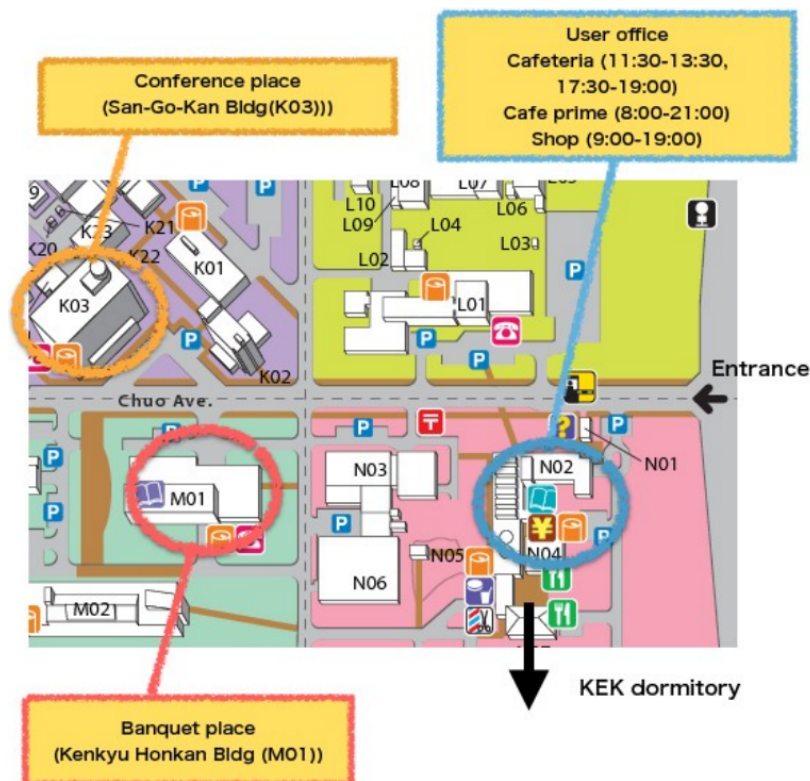 User office
Cafeteria (11:30-13:30,
17:30-19:00)
Cafe prime (8:00-21:00)
Shop (9:00-19:00)
Conference place
(San-Go-Kan Bldg(K03)))
9
L10
L08
L07
L09
L06
L04
L03
L02
L01
K21
K20
K23
K22
K01
K03
K02
P
P
P
P
P
P
Entrance
Chuo Ave.
P
P
P
P
P
P
P
〒
?
N01
N02
N03
M01
¥
N04
N05
N06
M02
KEK dormitory
Banquet place
(Kenkyu Honkan Bldg (M01))